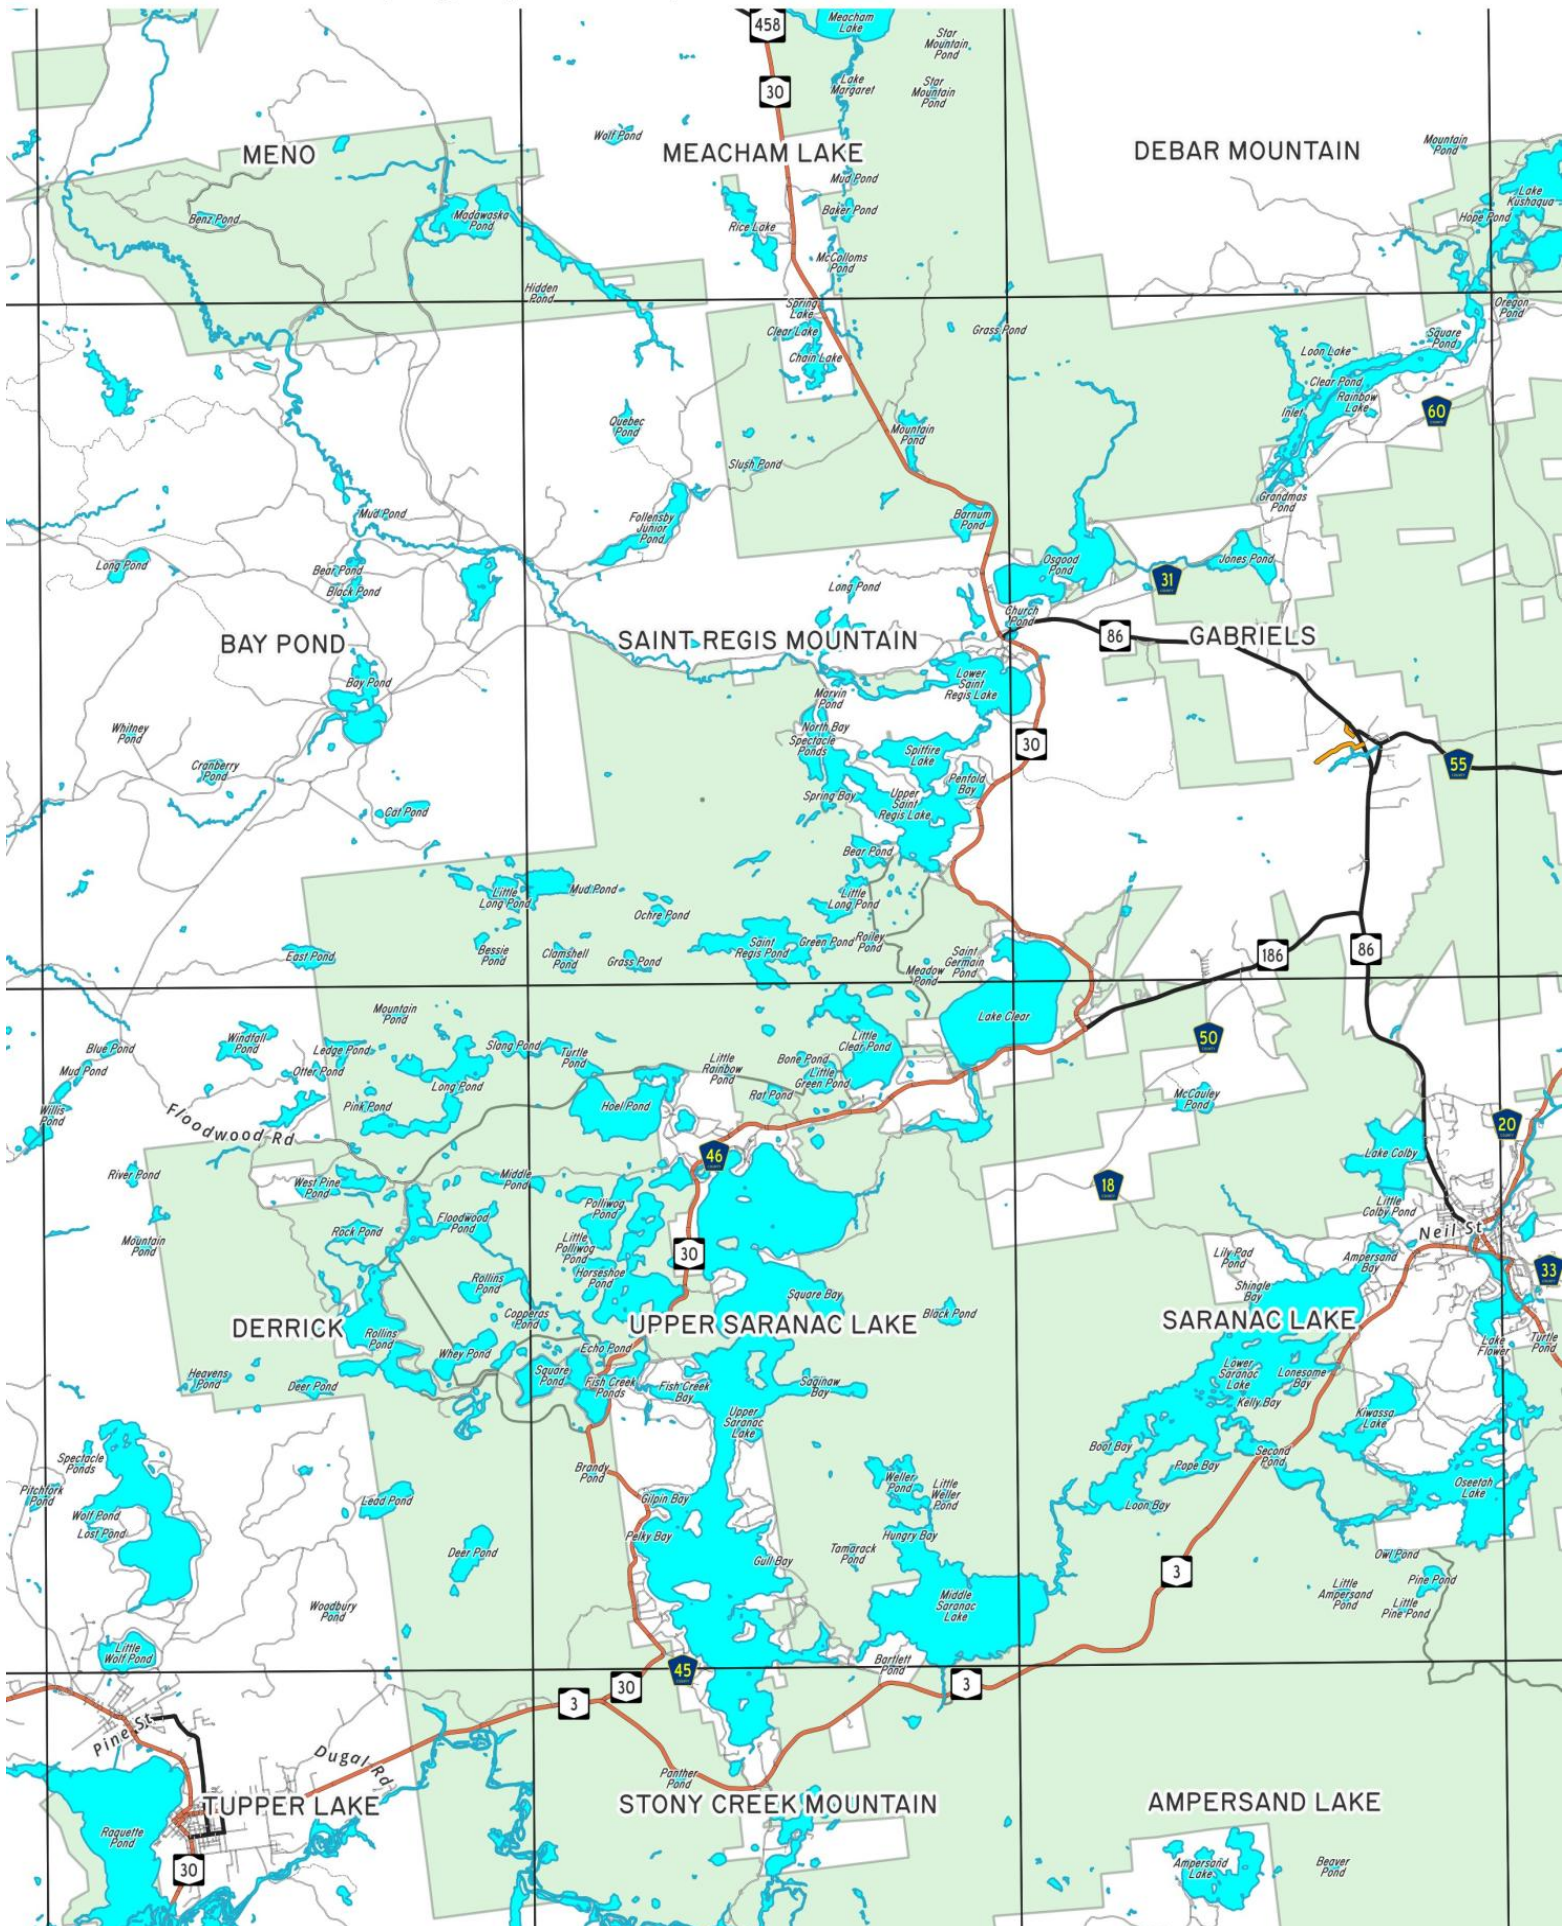 458
Meacham
Lake
Star
Mountain
Pond
30
Lake
Margaret
Star
Mountain
Pond
Wolf Pond
MENO
MEACHAM LAKE
DEBAR MOUNTAIN
Mountain
Pond
Mud Pond
Lake
Kushaqua
Benz Pond
Madawaska
Pond
Rice Lake
Baker Pond
Hope Pond
McColloms
Pond
Hidden
Pond
Spring
Lake
Oregon
Pond
Clear Lake
Grass Pond
Square
Pond
Chain Lake
Loon Lake
Clear Pond
Rainbow
Lake
Inlet
60
COUNTY
Quebec
Pond
Mountain
Pond
Slush Pond
Grandmas
Pond
Mud Pond
Follensby
Junior
Pond
Barnum
Pond
Long Pond
Bear Pond
Black Pond
Osgood
Pond
Jones Pond
31
COUNTY
Long Pond
Church
Pond
86
GABRIELS
BAY POND
SAINT REGIS MOUNTAIN
Bay Pond
Lower
Saint
Regis Lake
Marvin
Pond
Whitney
Pond
North Bay
Spectacle
Ponds
30
Spitfire
Lake
Cranberry
Pond
Penfold
Bay
55
COUNTY
Spring Bay
Upper
Saint
Regis Lake
Cat Pond
Bear Pond
Little
Long Pond
Mud Pond
Little
Long Pond
Ochre Pond
East Pond
Bessie
Pond
Clamshell
Pond
Grass Pond
Saint
Regis Pond
Green Pond
Roiley
Pond
Saint
Germain
Pond
Meadow
Pond
186
86
Mountain
Pond
Lake Clear
Blue Pond
Windfall
Pond
Ledge Pond
Slang Pond
Turtle
Pond
Little
Clear Pond
50
COUNTY
Mud Pond
Otter Pond
Little
Rainbow
Pond
Bone Pond
Little
Green Pond
Long Pond
Rat Pond
McCauley
Pond
Willis
Pond
Pink Pond
Hoel Pond
Floodwood Rd
20
COUNTY
46
COUNTY
Lake Colby
River Pond
West Pine
Pond
Middle
Pond
18
COUNTY
Polliwog
Pond
Little
Colby Pond
Rock Pond
Floodwood
Pond
Neil St
Mountain
Pond
Little
Polliwog
Pond
30
Lily Pad
Pond
Ampersand
Bay
Horseshoe
Pond
33
COUNTY
Rollins
Pond
Square Bay
Shingle
Bay
Copperas
Pond
Black Pond
DERRICK
UPPER SARANAC LAKE
SARANAC LAKE
Rollins
Pond
Echo Pond
Lake
Flower
Turtle
Pond
Whey Pond
Heavens
Pond
Deer Pond
Square
Pond
Fish Creek
Ponds
Fish Creek
Bay
Saginaw
Bay
Lower
Saranac
Lake
Lonesome
Bay
Kelly Bay
Upper
Saranac
Lake
Kiwassa
Lake
Boot Bay
Second
Pond
Spectacle
Ponds
Brandy
Pond
Pope Bay
Pitchfork
Pond
Lead Pond
Gilpin Bay
Weller
Pond
Little
Weller
Pond
Loon Bay
Oseetah
Lake
Wolf Pond
Lost Pond
Pelky Bay
Hungry Bay
Deer Pond
Gull Bay
Tamarack
Pond
Owl Pond
3
Woodbury
Pond
Middle
Saranac
Lake
Little
Ampersand
Pond
Pine Pond
Little
Pine Pond
Little
Wolf Pond
45
COUNTY
Bartlett
Pond
30
3
3
Pine St
Dugal Rd
Panther
Pond
TUPPER LAKE
STONY CREEK MOUNTAIN
AMPERSAND LAKE
Raquette
Pond
30
Ampersand
Lake
Beaver
Pond